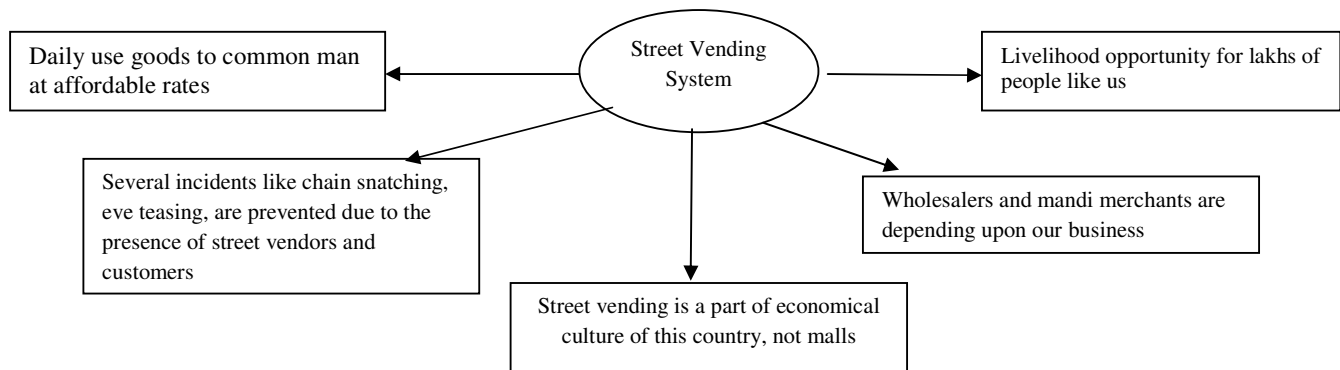 Street Vending
System
Daily use goods to common man
at affordable rates
Livelihood opportunity for lakhs of
people like us
Several incidents like chain snatching,
eve teasing, are prevented due to the
presence of street vendors and
customers
Wholesalers and mandi merchants are
depending upon our business
Street vending is a part of economical
culture of this country, not malls